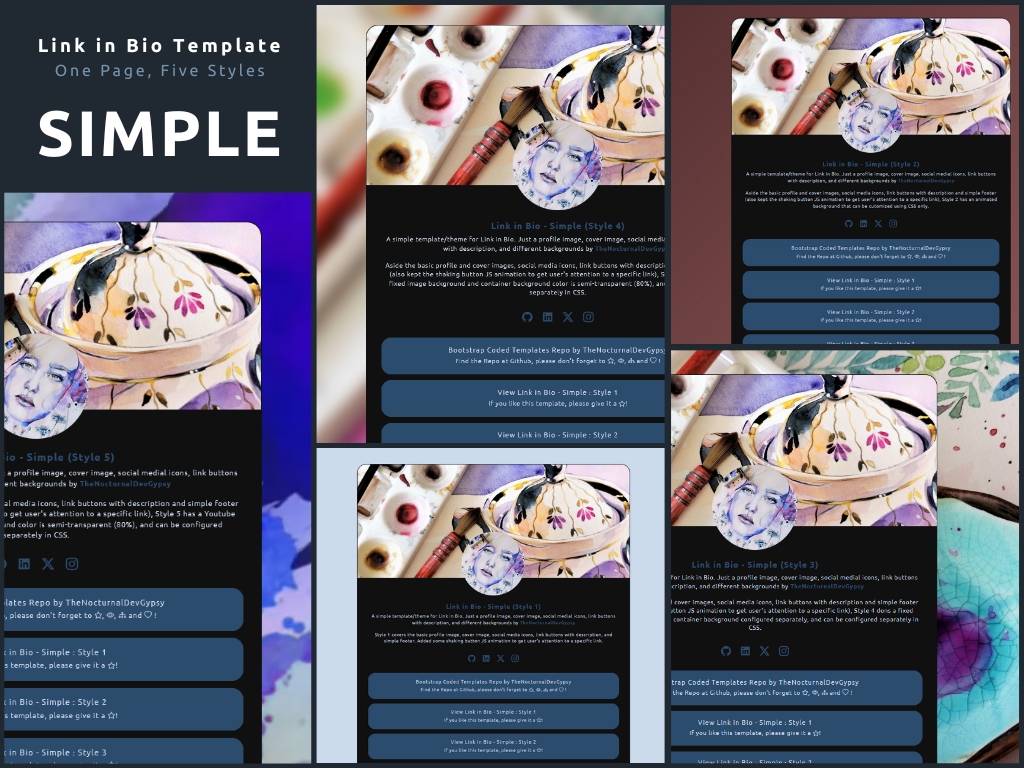 Link in Bio Template
One Page, Five Styles
SIMPLE
Link in Bio - Simple (Style 4)
A simple template/theme for Link in Bio. Just a profile image, cover image, social media
with description, and different backgrounds by TheNocturnalDevG
Aside the basic profile and cover images, social media icons, link buttons with descripti
(also kept the shaking button JS animation to get user's attention to a specific link), S
fixed image background and container background color is semi-transparent (80%), an
separately in CSS.
Bootstrap Coded Templates Repo by TheNocturnalDevGyps
Find the Repo at Github, please don't forget to ☆, 👁, and ♡ !
View Link in Bio - Simple : Style 1
If you like this template, please give it a ☆!
View Link in Bio - Simple : Style 2
Link in Bio - Simple (Style 2)
A simple template/theme for Link in Bio. Just a profile image, cover image, social medial icons, link buttons
with description, and different backgrounds by TheNocturnalDevGypsy
Aside the basic profile and cover images, social media icons, link buttons with description and simple footer
(also kept the shaking button JS animation to get user's attention to a specific link), Style 2 has an animated
background that can be cutomized using CSS only.
Bootstrap Coded Templates Repo by TheNocturnalDevGypsy
Find the Repo at Github, please don't forget to ☆, 👁, and ♡ !
View Link in Bio - Simple : Style 1
If you like this template, please give it a ☆!
View Link in Bio - Simple : Style 2
If you like this template, please give it a ☆!
io - Simple (Style 5)
a profile image, cover image, social medial icons, link buttons
ent backgrounds by TheNocturnalDevGypsy
al media icons, link buttons with description and simple footer
o get user's attention to a specific link), Style 5 has a Youtube
und color is semi-transparent (80%), and can be configured
separately in CSS.
lates Repo by TheNocturnalDevGypsy
, please don't forget to ☆, 👁, and ♡ !
k in Bio - Simple : Style 1
s template, please give it a ☆!
k in Bio - Simple : Style 2
s template, please give it a ☆!
k in Bio - Simple : Style 3
Link in Bio - Simple (Style 1)
A simple template/theme for Link in Bio. Just a profile image, cover image, social medial icons, link buttons
with description, and different backgrounds by TheNocturnalDevGypsy
Style 1 covers the basic profile and cover images, social media icons, link buttons with description, and
simple footer. Added some shaking button JS animation to get user's attention to a specific link.
Bootstrap Coded Templates Repo by TheNocturnalDevGypsy
Find the Repo at Github, please don't forget to ☆, 👁, and ♡ !
View Link in Bio - Simple : Style 1
If you like this template, please give it a ☆!
View Link in Bio - Simple : Style 2
If you like this template, please give it a ☆!
Link in Bio - Simple (Style 3)
for Link in Bio. Just a profile image, cover image, social medial icons, link buttons
cription, and different backgrounds by TheNocturnalDevGypsy
cover images, social media icons, link buttons with description and simple footer
tton JS animation to get user's attention to a specific link), Style 4 dons a fixed
container background configured separately, and can be configured separately in
CSS.
trap Coded Templates Repo by TheNocturnalDevGypsy
the Repo at Github, please don't forget to ☆, 👁, and ♡ !
View Link in Bio - Simple : Style 1
If you like this template, please give it a ☆!
View Link in Bio - Simple : Style 2